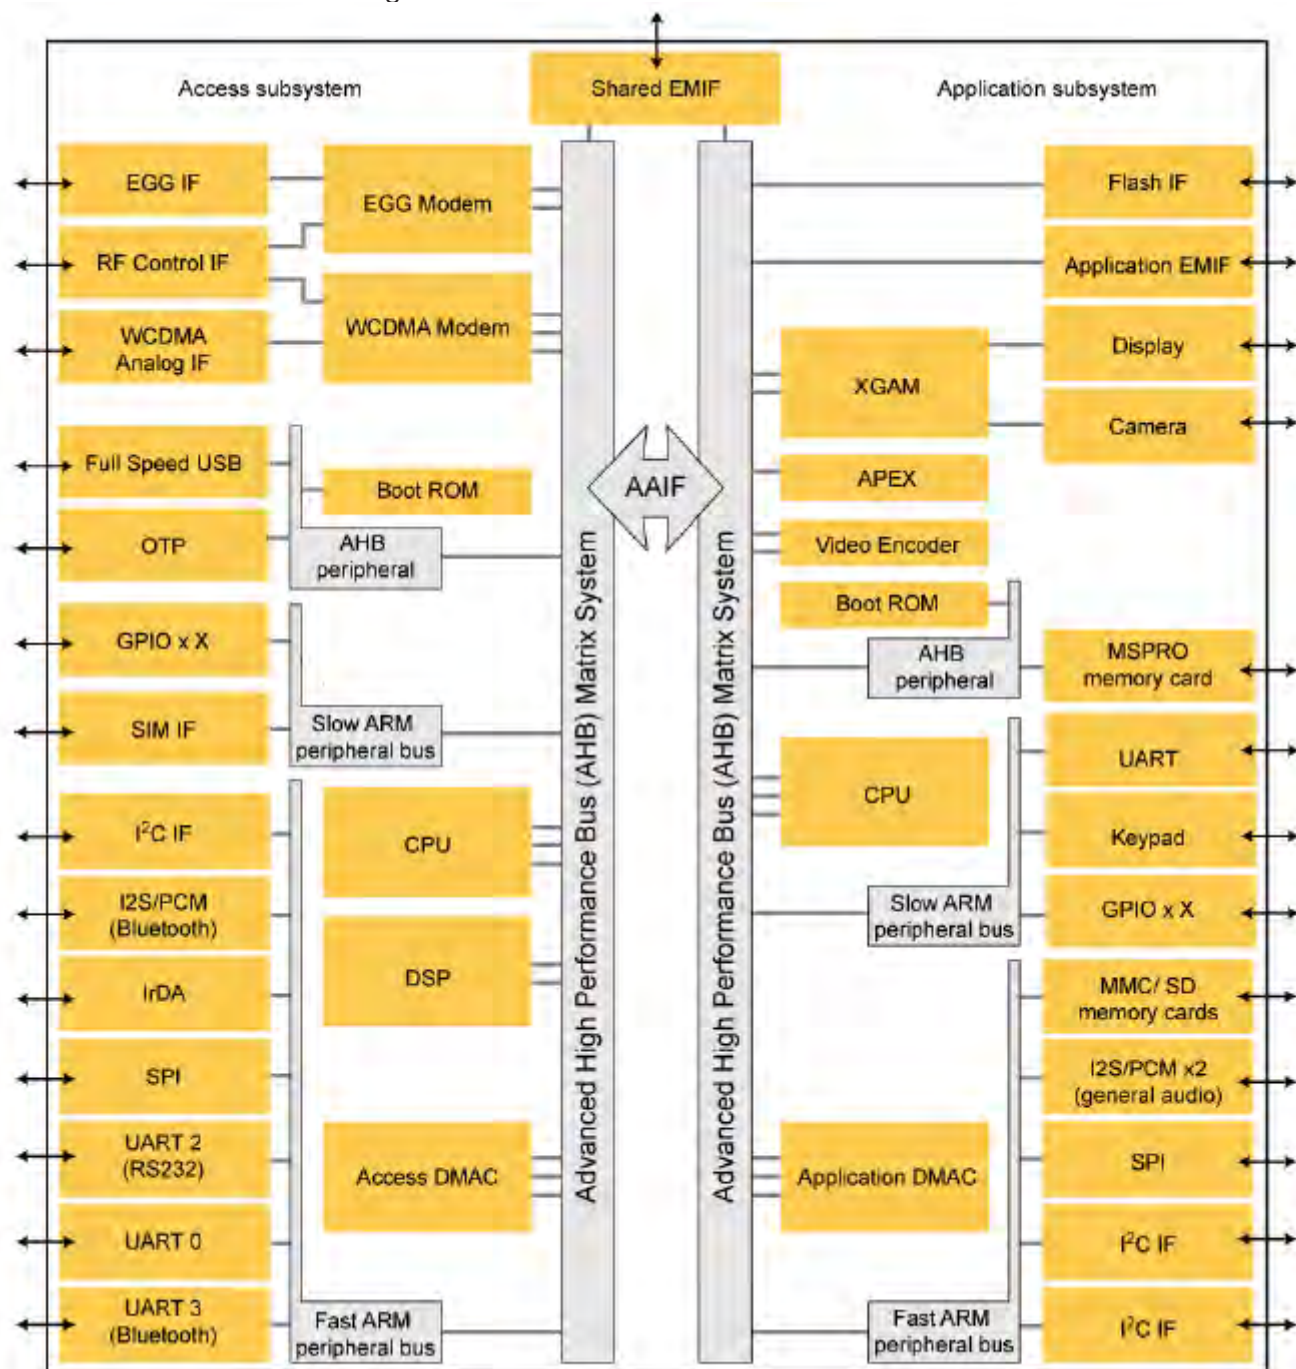 Access subsystem
Shared EMIF
Application subsystem
EGG IF
EGG Modem
RF Control IF
WCDMA Modem
WCDMA
Analog IF
Full Speed USB
Boot ROM
OTP
AHB
peripheral
GPIO x X
SIM IF
Slow ARM
peripheral bus
I²C IF
CPU
I2S/PCM
(Bluetooth)
DSP
IrDA
SPI
UART 2
(RS232)
Access DMAC
UART 0
UART 3
(Bluetooth)
Fast ARM
peripheral bus
Advanced High Performance Bus (AHB) Matrix System
AAIF
Advanced High Performance Bus (AHB) Matrix System
Flash IF
Application EMIF
XGAM
Display
Camera
APEX
Video Encoder
Boot ROM
AHB
peripheral
MSPRO
memory card
CPU
UART
Keypad
Slow ARM
peripheral bus
GPIO x X
MMC/ SD
memory cards
I2S/PCM x2
(general audio)
Application DMAC
SPI
I²C IF
Fast ARM
peripheral bus
I²C IF